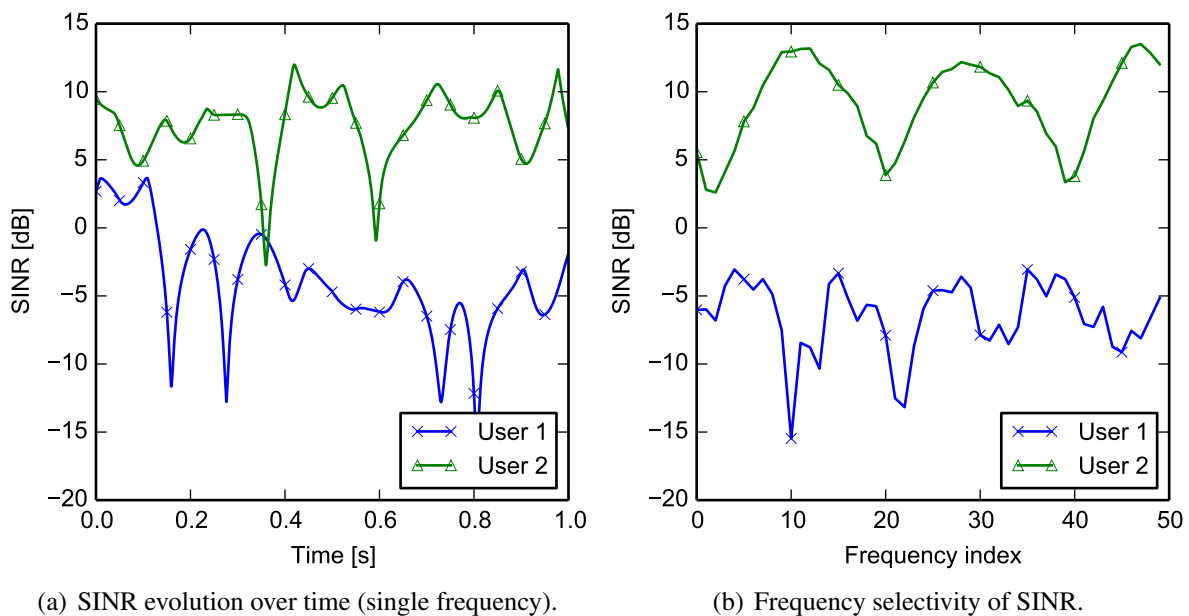 15
10
5
0
−5
−10
−15
−20
SINR [dB]
0.0
0.2
0.4
0.6
0.8
1.0
Time [s]
User 1
User 2
(a) SINR evolution over time (single frequency).
15
10
5
0
−5
−10
−15
−20
SINR [dB]
0
10
20
30
40
50
Frequency index
User 1
User 2
(b) Frequency selectivity of SINR.